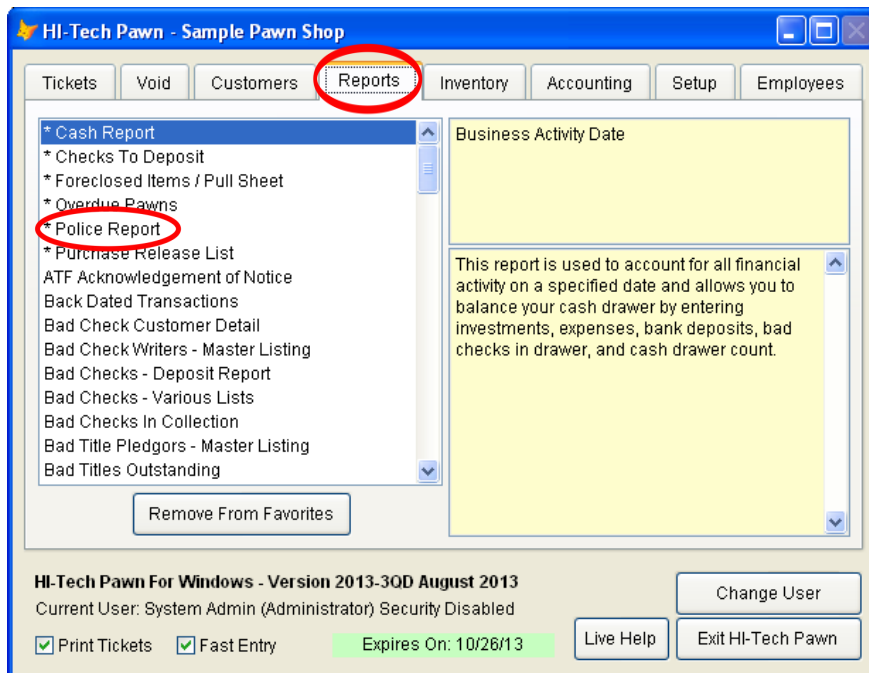 HI-Tech Pawn - Sample Pawn Shop
Tickets Void Customers Reports Inventory Accounting Setup Employees
* Cash Report
* Checks To Deposit
* Foreclosed Items / Pull Sheet
* Overdue Pawns
* Police Report
* Purchase Release List
ATF Acknowledgement of Notice
Back Dated Transactions
Bad Check Customer Detail
Bad Check Writers - Master Listing
Bad Checks - Deposit Report
Bad Checks - Various Lists
Bad Checks In Collection
Bad Title Pledgors - Master Listing
Bad Titles Outstanding
Remove From Favorites
Business Activity Date
This report is used to account for all financial
activity on a specified date and allows you to
balance your cash drawer by entering
investments, expenses, bank deposits, bad
checks in drawer, and cash drawer count.
HI-Tech Pawn For Windows - Version 2013-3QD August 2013
Current User: System Admin (Administrator) Security Disabled
Print Tickets Fast Entry Expires On: 10/26/13
Live Help
Change User
Exit HI-Tech Pawn